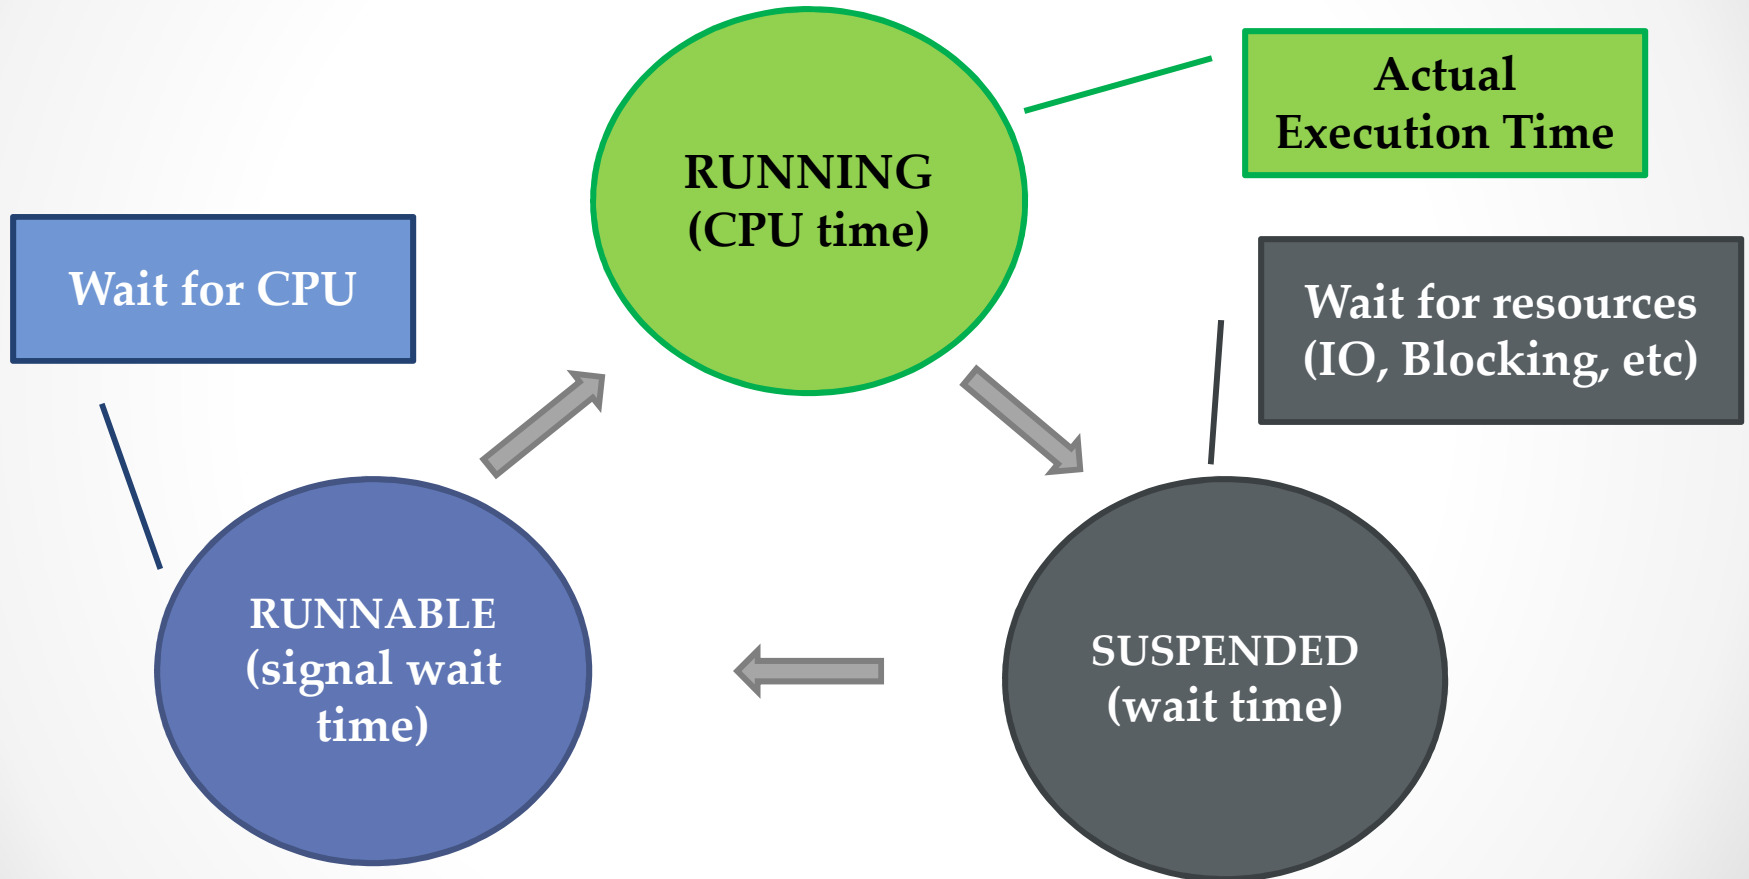 RUNNING
(CPU time)
Actual
Execution Time
Wait for CPU
Wait for resources
(IO, Blocking, etc)
RUNNABLE
(signal wait
time)
SUSPENDED
(wait time)